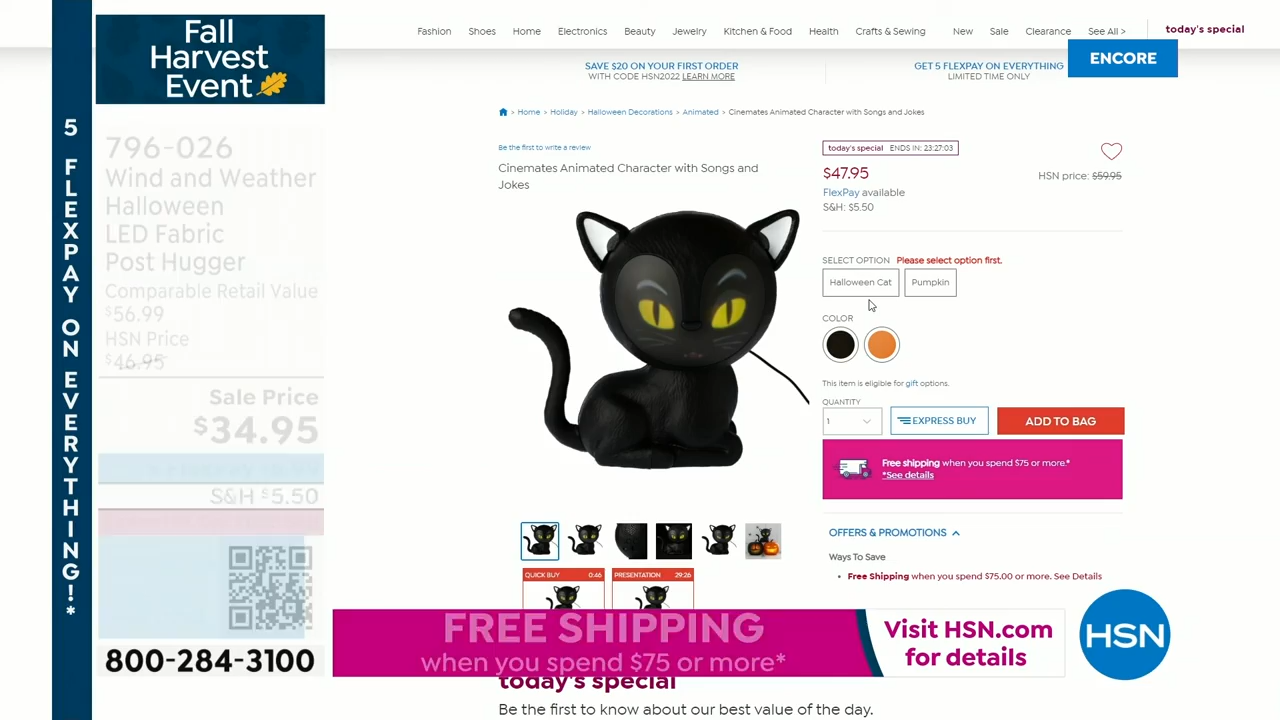 Fall
Harvest
Event
5 FLEXPAY ON EVERYTHING!*
796-026
Wind and Weather
Halloween
LED Fabric
Post Hugger
Comparable Retail Value
$56.99
HSN Price
$46.95
Sale Price
$34.95
S&H $5.50
800-284-3100
Fashion Shoes Home Electronics Beauty Jewelry Kitchen & Food Health Crafts & Sewing New Sale Clearance See All > today's special
ENCORE
SAVE $20 ON YOUR FIRST ORDER
WITH CODE HSN2022 LEARN MORE
GET 5 FLEXPAY ON EVERYTHING
LIMITED TIME ONLY
> Home > Holiday > Halloween Decorations > Animated > Cinemates Animated Character with Songs and Jokes
Be the first to write a review
Cinemates Animated Character with Songs and
Jokes
today's special ENDS IN: 23:27:03
$47.95
HSN price: $59.95
FlexPay available
S&H: $5.50
SELECT OPTION Please select option first.
Halloween Cat Pumpkin
COLOR
This item is eligible for gift options.
QUANTITY
1 EXPRESS BUY ADD TO BAG
Free shipping when you spend $75 or more.*
*See details
OFFERS & PROMOTIONS
Ways To Save
• Free Shipping when you spend $75.00 or more. See Details
QUICK BUY 0:46 PRESENTATION 29:26
FREE SHIPPING
when you spend $75 or more*
Visit HSN.com
for details
HSN
today's special
Be the first to know about our best value of the day.